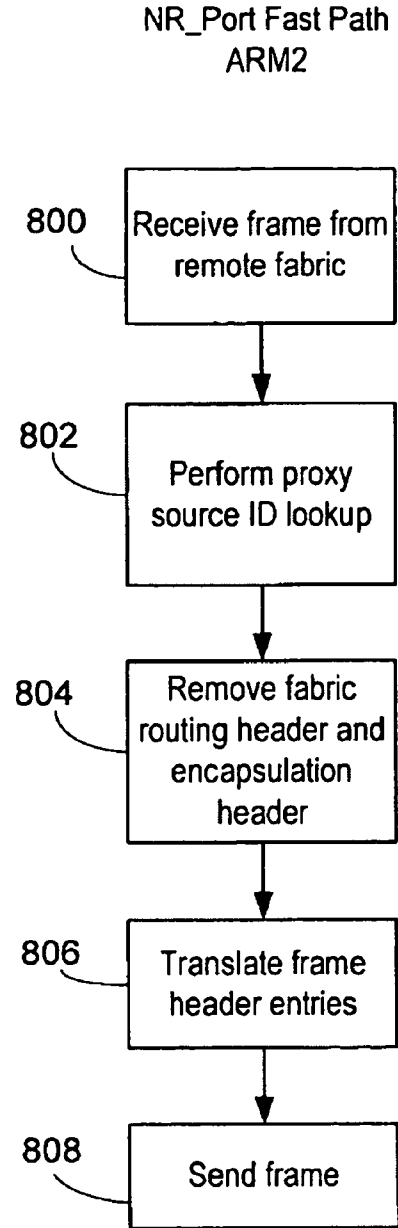 NR_Port Fast Path
ARM2
800
Receive frame from
remote fabric
802
Perform proxy
source ID lookup
804
Remove fabric
routing header and
encapsulation
header
806
Translate frame
header entries
808
Send frame